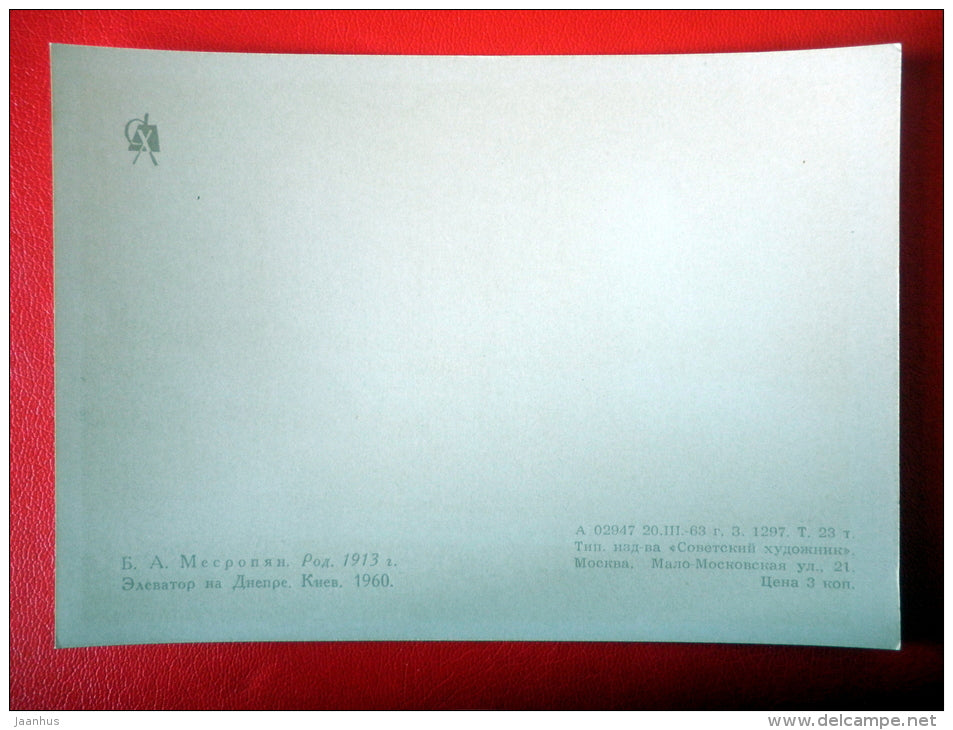 СХ
Б. А. Месропян. Род. 1913 г.
Элеватор на Днепре. Киев. 1960.
А 02947 20.III.-63 г. З. 1297. Т. 23 т.
Тип. изд-ва «Советский художник».
Москва, Мало-Московская ул., 21.
Цена 3 коп.
jaanhus
www.delcampe.net